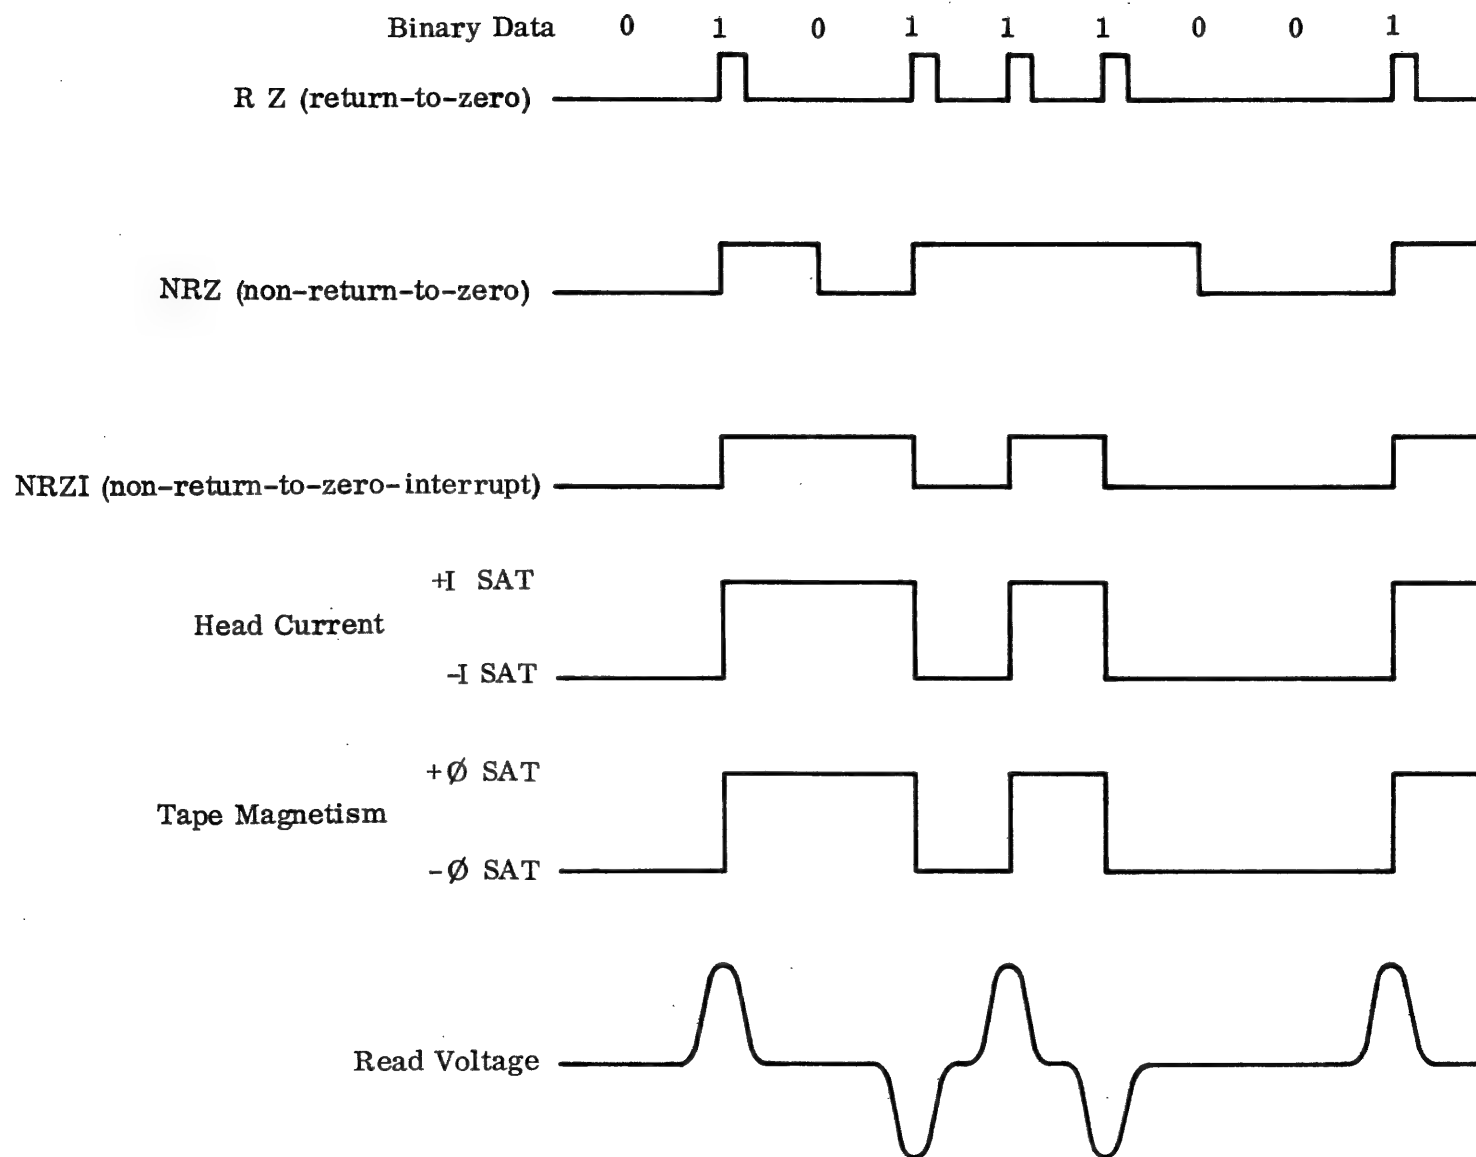 Binary Data 0 1 0 1 1 1 0 0 1
R Z (return-to-zero)
NRZ (non-return-to-zero)
NRZI (non-return-to-zero-interrupt)
+I SAT
Head Current
-I SAT
+Ø SAT
Tape Magnetism
-Ø SAT
Read Voltage